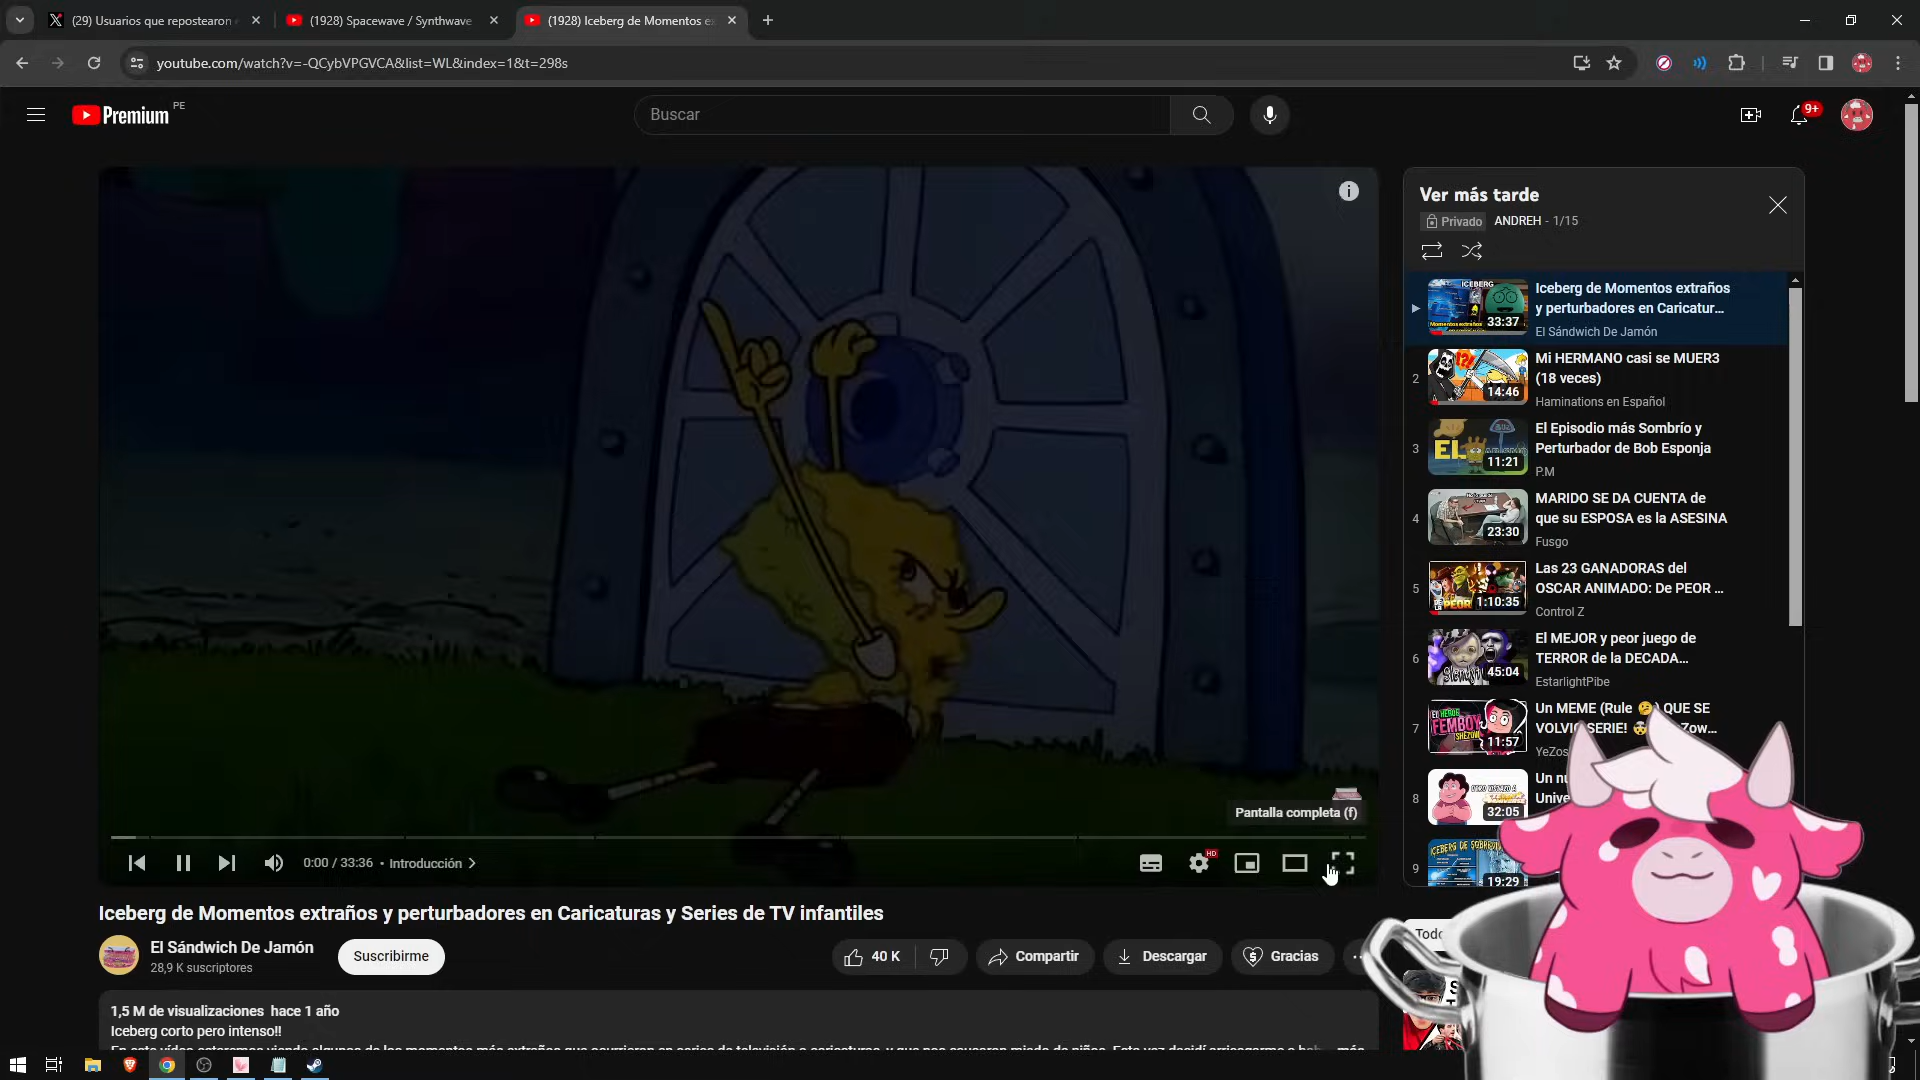 (29) Usuarios que repostearon
(1928) Spacewave / Synthwave
(1928) Iceberg de Momentos e
youtube.com/watch?v=-QCybVPGVCA&list=WL&index=1&t=298s
Premium
PE
Buscar
9+
Ver más tarde
Privado ANDREH - 1/15
ICEBERG
33:37
Iceberg de Momentos extraños
y perturbadores en Caricatur...
El Sándwich De Jamón
2
14:46
Mi HERMANO casi se MUER3
(18 veces)
Haminations en Español
3
EL
11:21
El Episodio más Sombrío y
Perturbador de Bob Esponja
P.M
4
23:30
MARIDO SE DA CUENTA de
que su ESPOSA es la ASESINA
Fusgo
5
1:10:35
Las 23 GANADORAS del
OSCAR ANIMADO: De PEOR ...
Control Z
6
45:04
El MEJOR y peor juego de
TERROR de la DECADA...
EstarlightPibe
7
FEMBOY
11:57
Un MEME (Rule 🤔) QUE SE
8
32:05
9
19:29
Pantalla completa (f)
0:00 / 33:36 • Introducción
HD
Iceberg de Momentos extraños y perturbadores en Caricaturas y Series de TV infantiles
El Sándwich De Jamón
28,9 K suscriptores
Suscribirme
40 K
Compartir
Descargar
Gracias
1,5 M de visualizaciones hace 1 año
Iceberg corto pero intenso!!